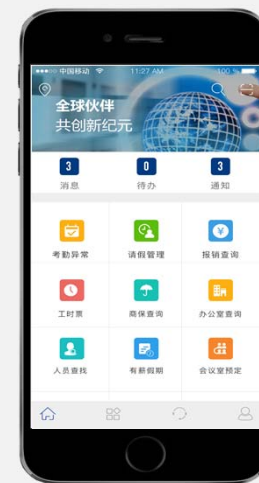 中国移动 11:27 AM 100 %
全球伙伴
共创新纪元
3 0 3
消息 待办 通知
考勤异常 请假管理 报销查询
工时票 商保查询 办公室查询
人员查找 有薪假期 会议室预定